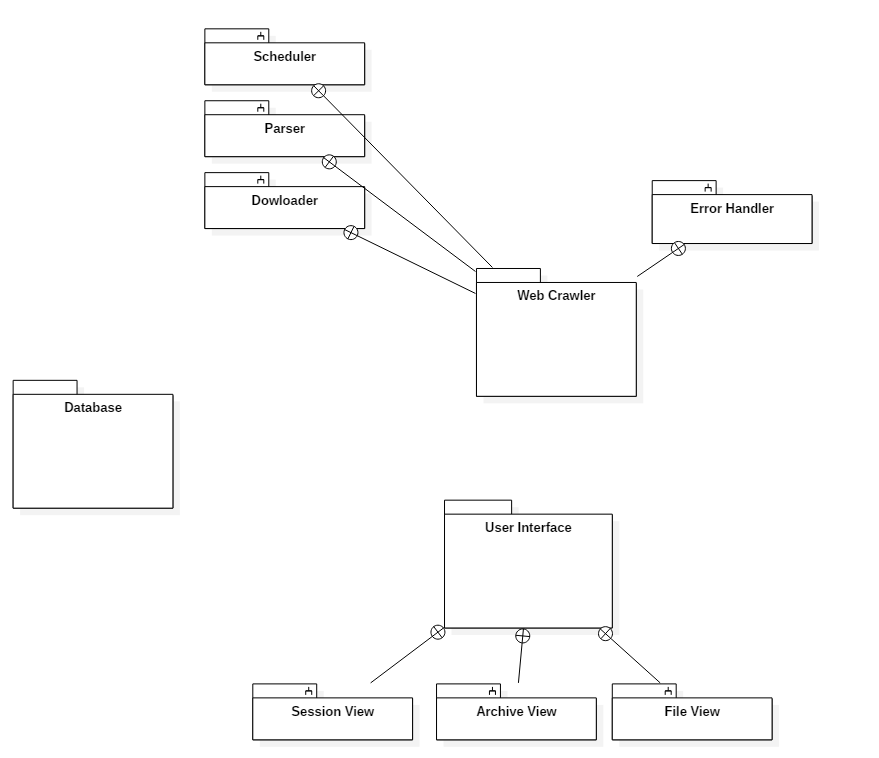 Scheduler
Parser
Dowloader
Error Handler
Web Crawler
Database
User Interface
Session View
Archive View
File View